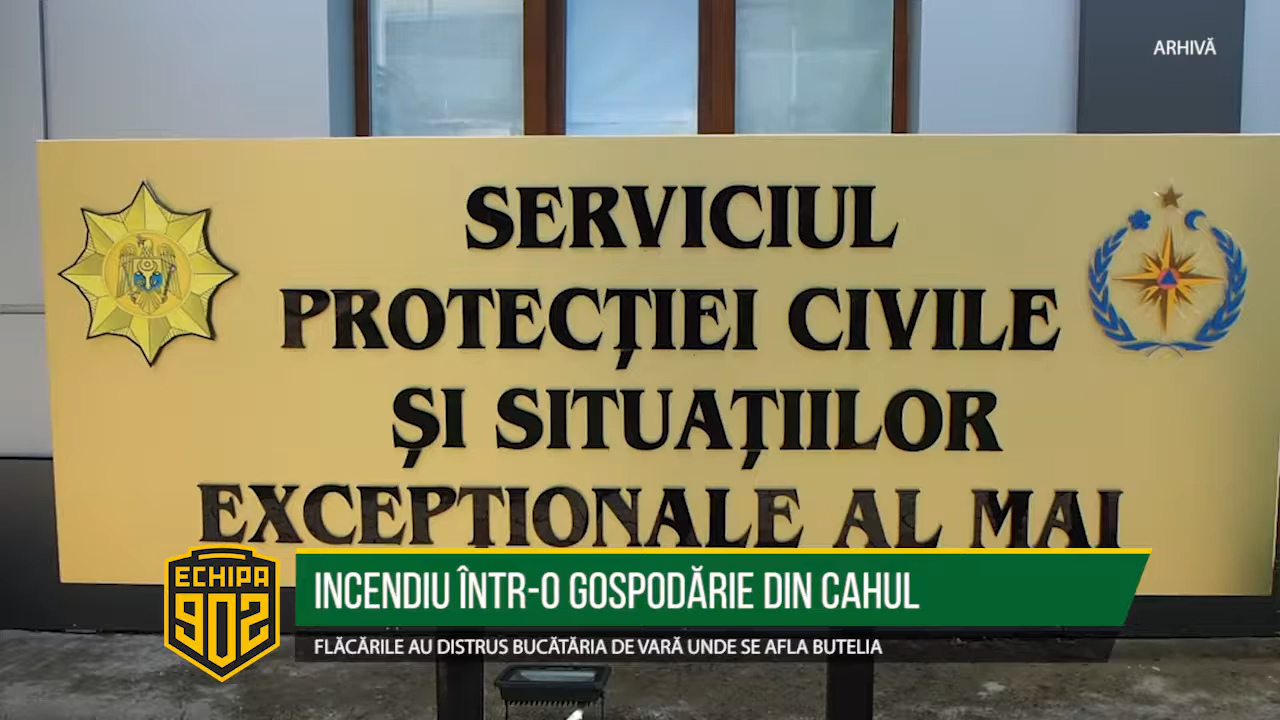 ARHIVĂ
SERVICIUL
PROTECȚIEI CIVILE
ȘI SITUAȚIILOR
EXCEPȚIONALE AL MAI
ECHIPA
902
INCENDIU ÎNTR-O GOSPODĂRIE DIN CAHUL
FLĂCĂRILE AU DISTRUS BUCĂTĂRIA DE VARĂ UNDE SE AFLA BUTELIA